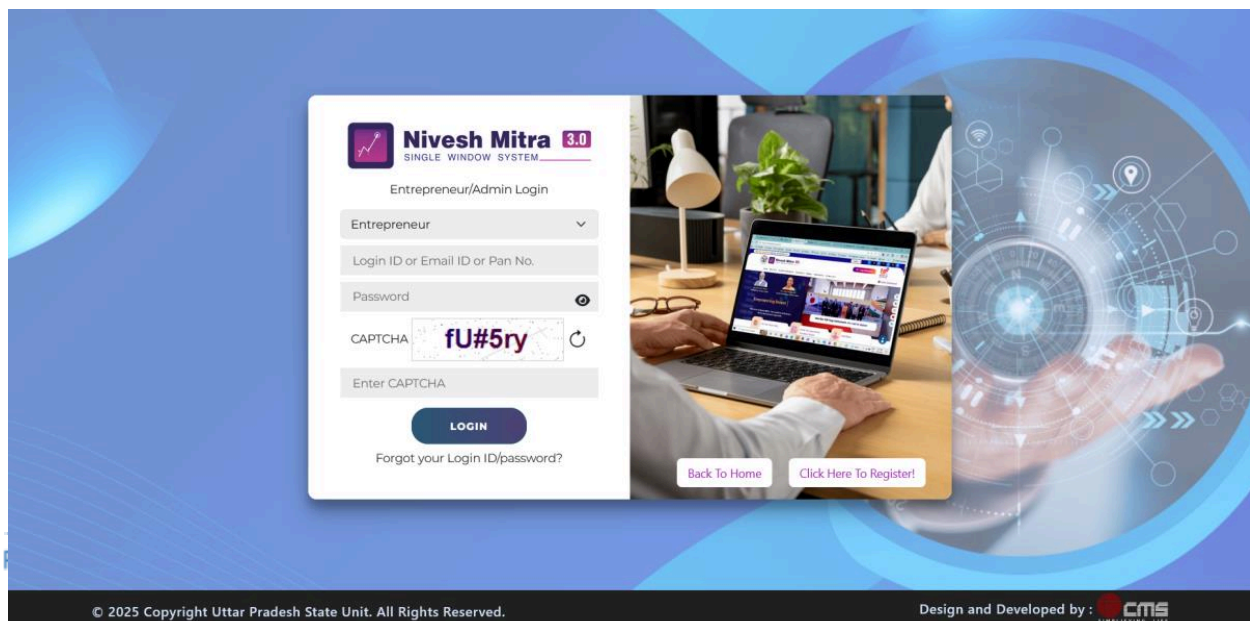 Nivesh Mitra 3.0
SINGLE WINDOW SYSTEM
Entrepreneur/Admin Login
Entrepreneur
Login ID or Email ID or Pan No.
Password
CAPTCHA fU#5ry
Enter CAPTCHA
LOGIN
Forgot your Login ID/password?
Back To Home
Click Here To Register!
© 2025 Copyright Uttar Pradesh State Unit. All Rights Reserved.
Design and Developed by : CMS